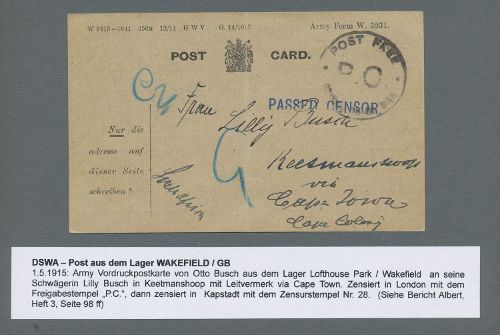 W 9415—1641 250x 12/14 H W V G. 14/1617.
Army Form W. 3931.
POST CARD.
POST FREE
P.C
PASSED CENSOR
Frau
Lilly Busch
Keetmanshoop
via
Cape Town
Cape Colony
Nur die
adresse auf
dieser Seite
schreiben!
DSWA – Post aus dem Lager WAKEFIELD / GB
1.5.1915: Army Vordruckpostkarte von Otto Busch aus dem Lager Lofthouse Park / Wakefield an seine
Schwägerin Lilly Busch in Keetmanshoop mit Leitvermerk via Cape Town. Zensiert in London mit dem
Freigabestempel „P.C.", dann zensiert in Kapstadt mit dem Zensurstempel Nr. 28. (Siehe Bericht Albert,
Heft 3, Seite 98 ff)